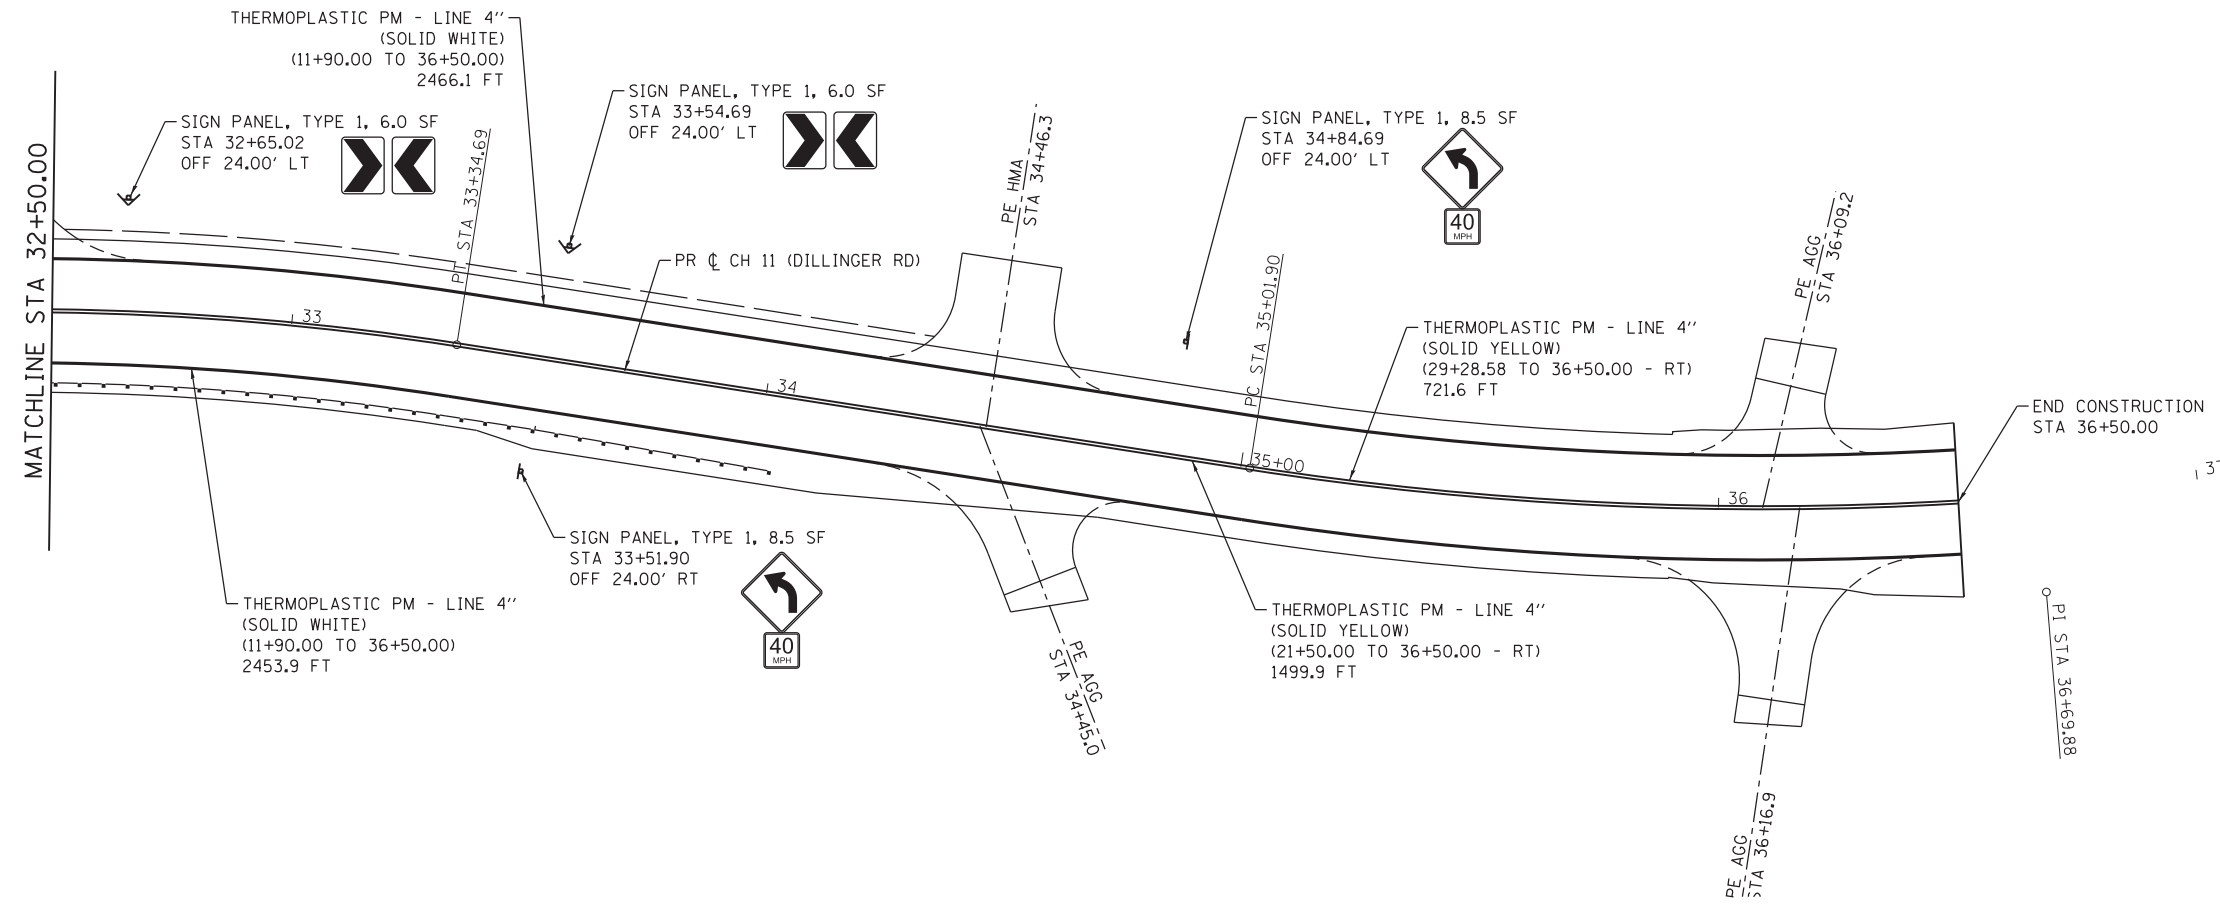 THERMOPLASTIC PM - LINE 4"
(SOLID WHITE)
(11+90.00 TO 36+50.00)
2466.1 FT
SIGN PANEL, TYPE 1, 6.0 SF
STA 32+65.02
OFF 24.00' LT
MATCHLINE STA 32+50.00
PT STA 33+34.69
SIGN PANEL, TYPE 1, 6.0 SF
STA 33+54.69
OFF 24.00' LT
PR ℄ CH 11 (DILLINGER RD)
PE HMA
STA 34+46.3
SIGN PANEL, TYPE 1, 8.5 SF
STA 34+84.69
OFF 24.00' LT
40
MPH
PC STA 35+01.90
THERMOPLASTIC PM - LINE 4"
(SOLID YELLOW)
(29+28.58 TO 36+50.00 - RT)
721.6 FT
PE AGG
STA 36+09.2
END CONSTRUCTION
STA 36+50.00
33
34
35+00
36
37
THERMOPLASTIC PM - LINE 4"
(SOLID WHITE)
(11+90.00 TO 36+50.00)
2453.9 FT
SIGN PANEL, TYPE 1, 8.5 SF
STA 33+51.90
OFF 24.00' RT
40
MPH
PE AGG
STA 34+45.0
THERMOPLASTIC PM - LINE 4"
(SOLID YELLOW)
(21+50.00 TO 36+50.00 - RT)
1499.9 FT
PE AGG
STA 36+16.9
PI STA 36+69.88